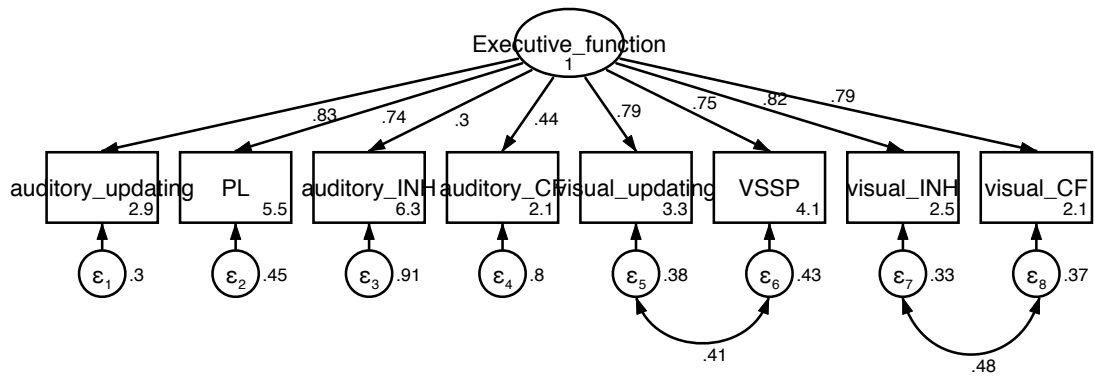 Executive_function
1
.83
.74
.3
.44
.79
.75
.82
.79
auditory_updating
2.9
PL
5.5
auditory_INH
6.3
auditory_CF
2.1
visual_updating
3.3
VSSP
4.1
visual_INH
2.5
visual_CF
2.1
ε1 .3
ε2 .45
ε3 .91
ε4 .8
ε5 .38
ε6 .43
ε7 .33
ε8 .37
.41
.48